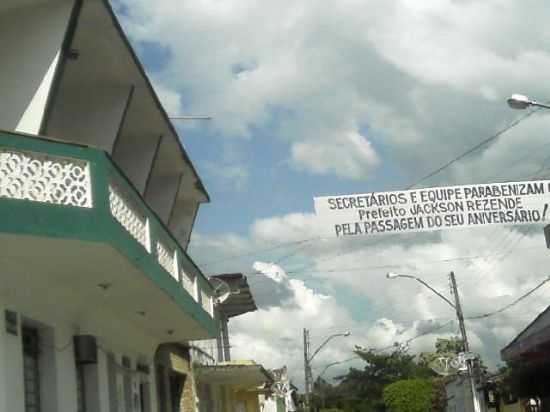 SECRETÁRIOS E EQUIPE PARABENIZAM
Prefeito JACKSON REZENDE
PELA PASSAGEM DO SEU ANIVERSÁRIO!